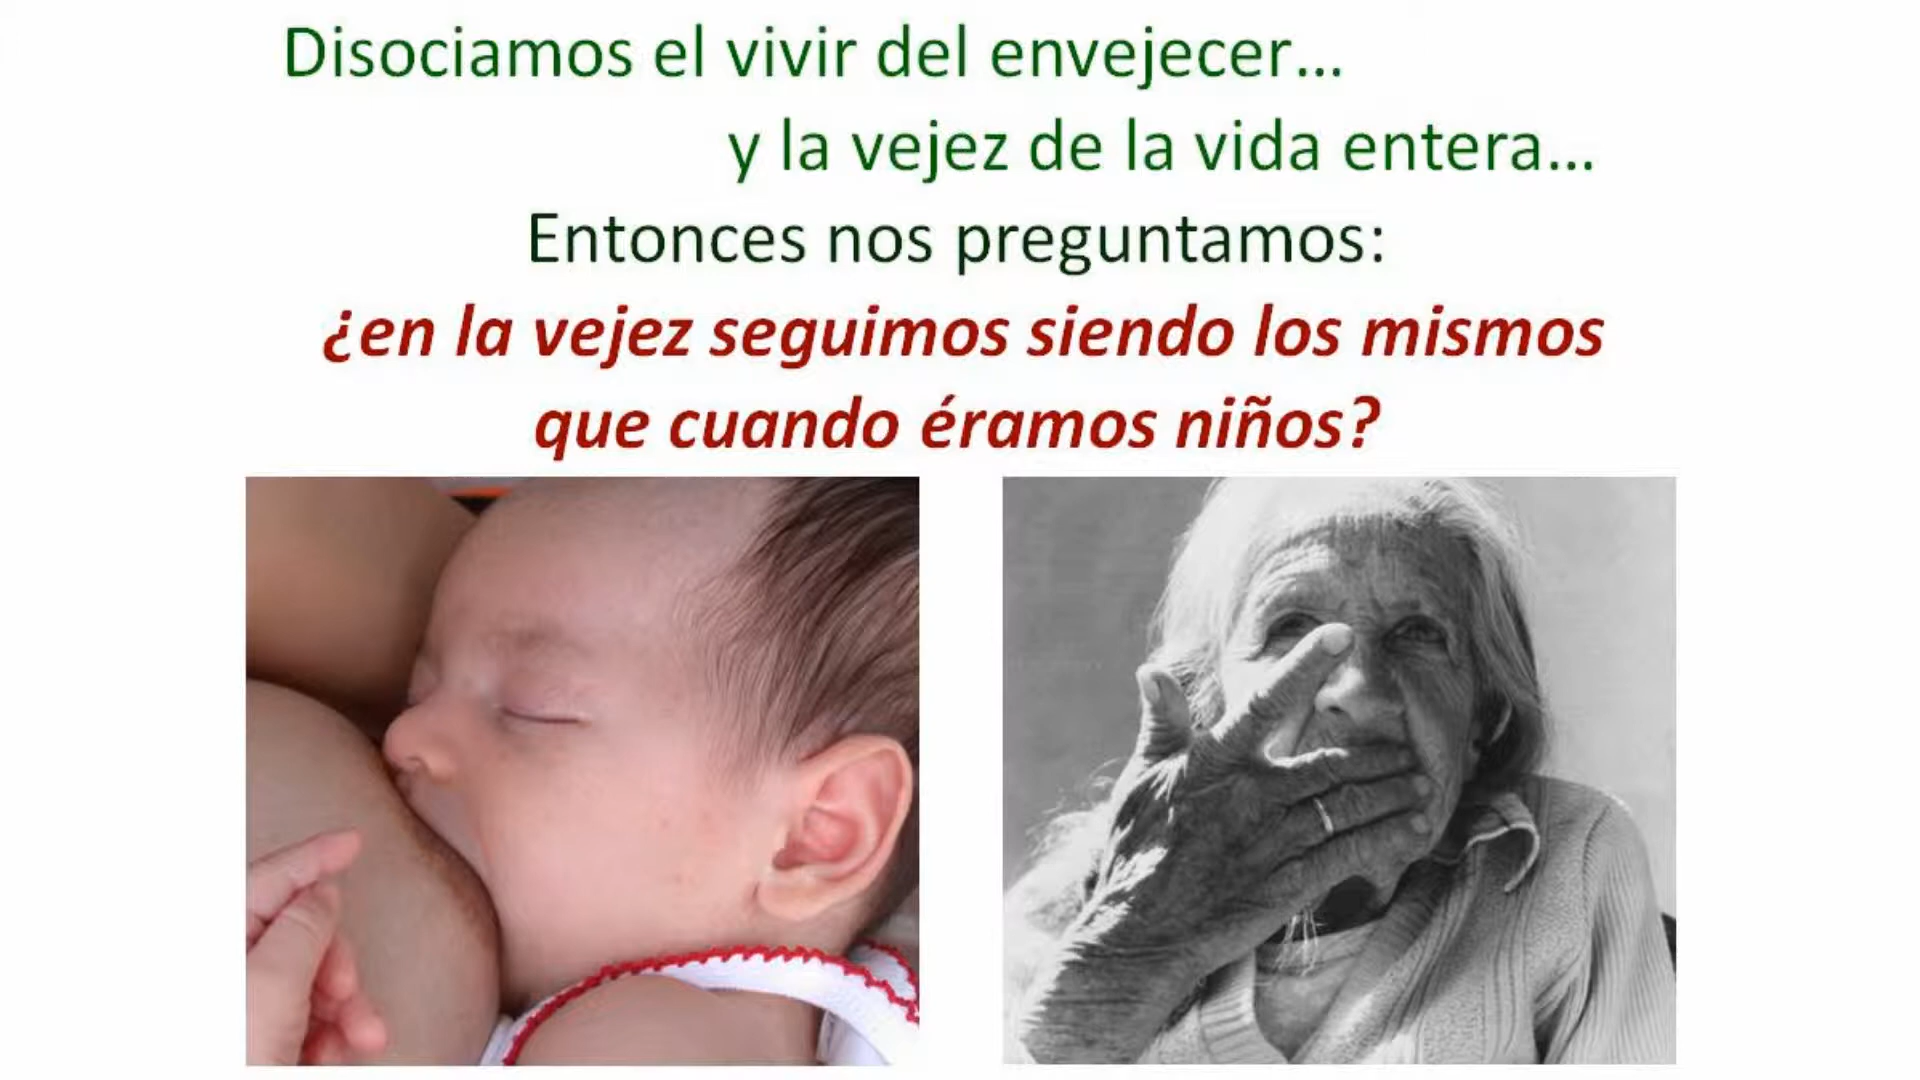 Disociamos el vivir del envejecer...
y la vejez de la vida entera...
Entonces nos preguntamos:
¿en la vejez seguimos siendo los mismos
que cuando éramos niños?